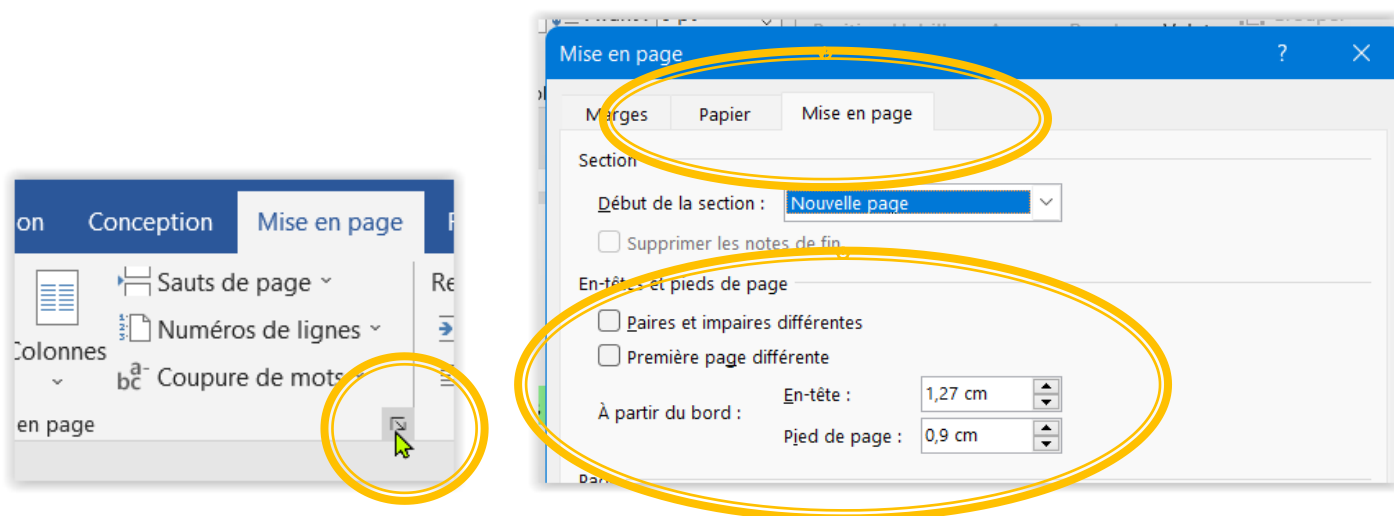 on Conception Mise en page
Sauts de page
Numéros de lignes
Colonnes
Coupure de mots
en page
Mise en page ? ×
Marges Papier Mise en page
Section
Début de la section : Nouvelle page
Supprimer les notes de fin
En-têtes et pieds de page
Paires et impaires différentes
Première page différente
À partir du bord :
En-tête : 1,27 cm
Pied de page : 0,9 cm